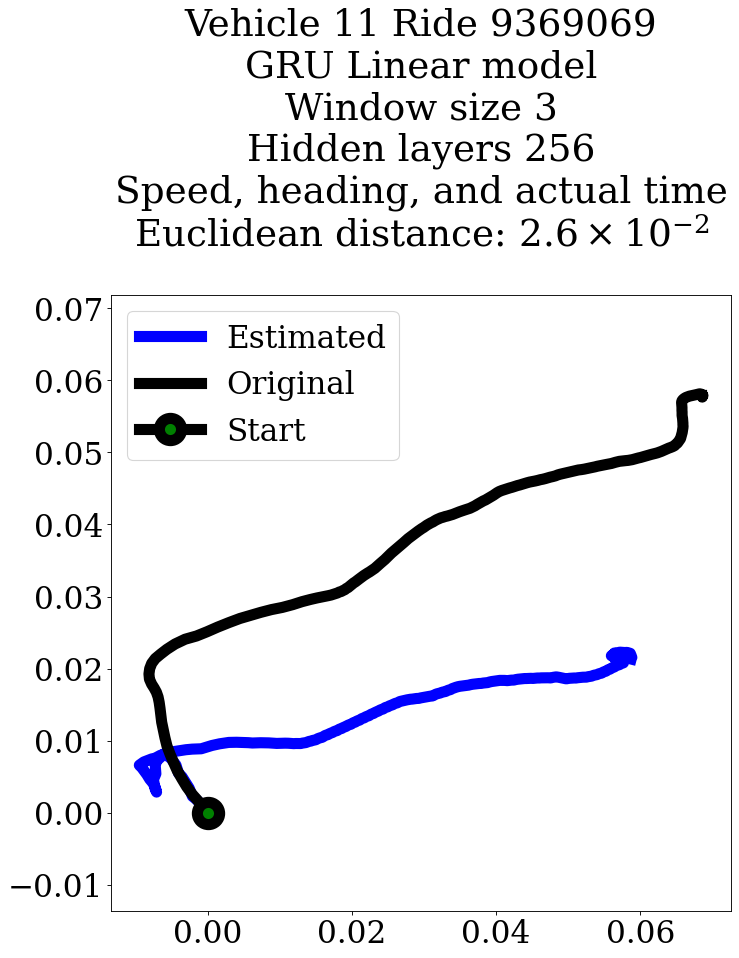 Vehicle 11 Ride 9369069
GRU Linear model
Window size 3
Hidden layers 256
Speed, heading, and actual time
Euclidean distance: 2.6 × 10⁻²
0.07
0.06
0.05
0.04
0.03
0.02
0.01
0.00
−0.01
Estimated
Original
Start
0.00 0.02 0.04 0.06